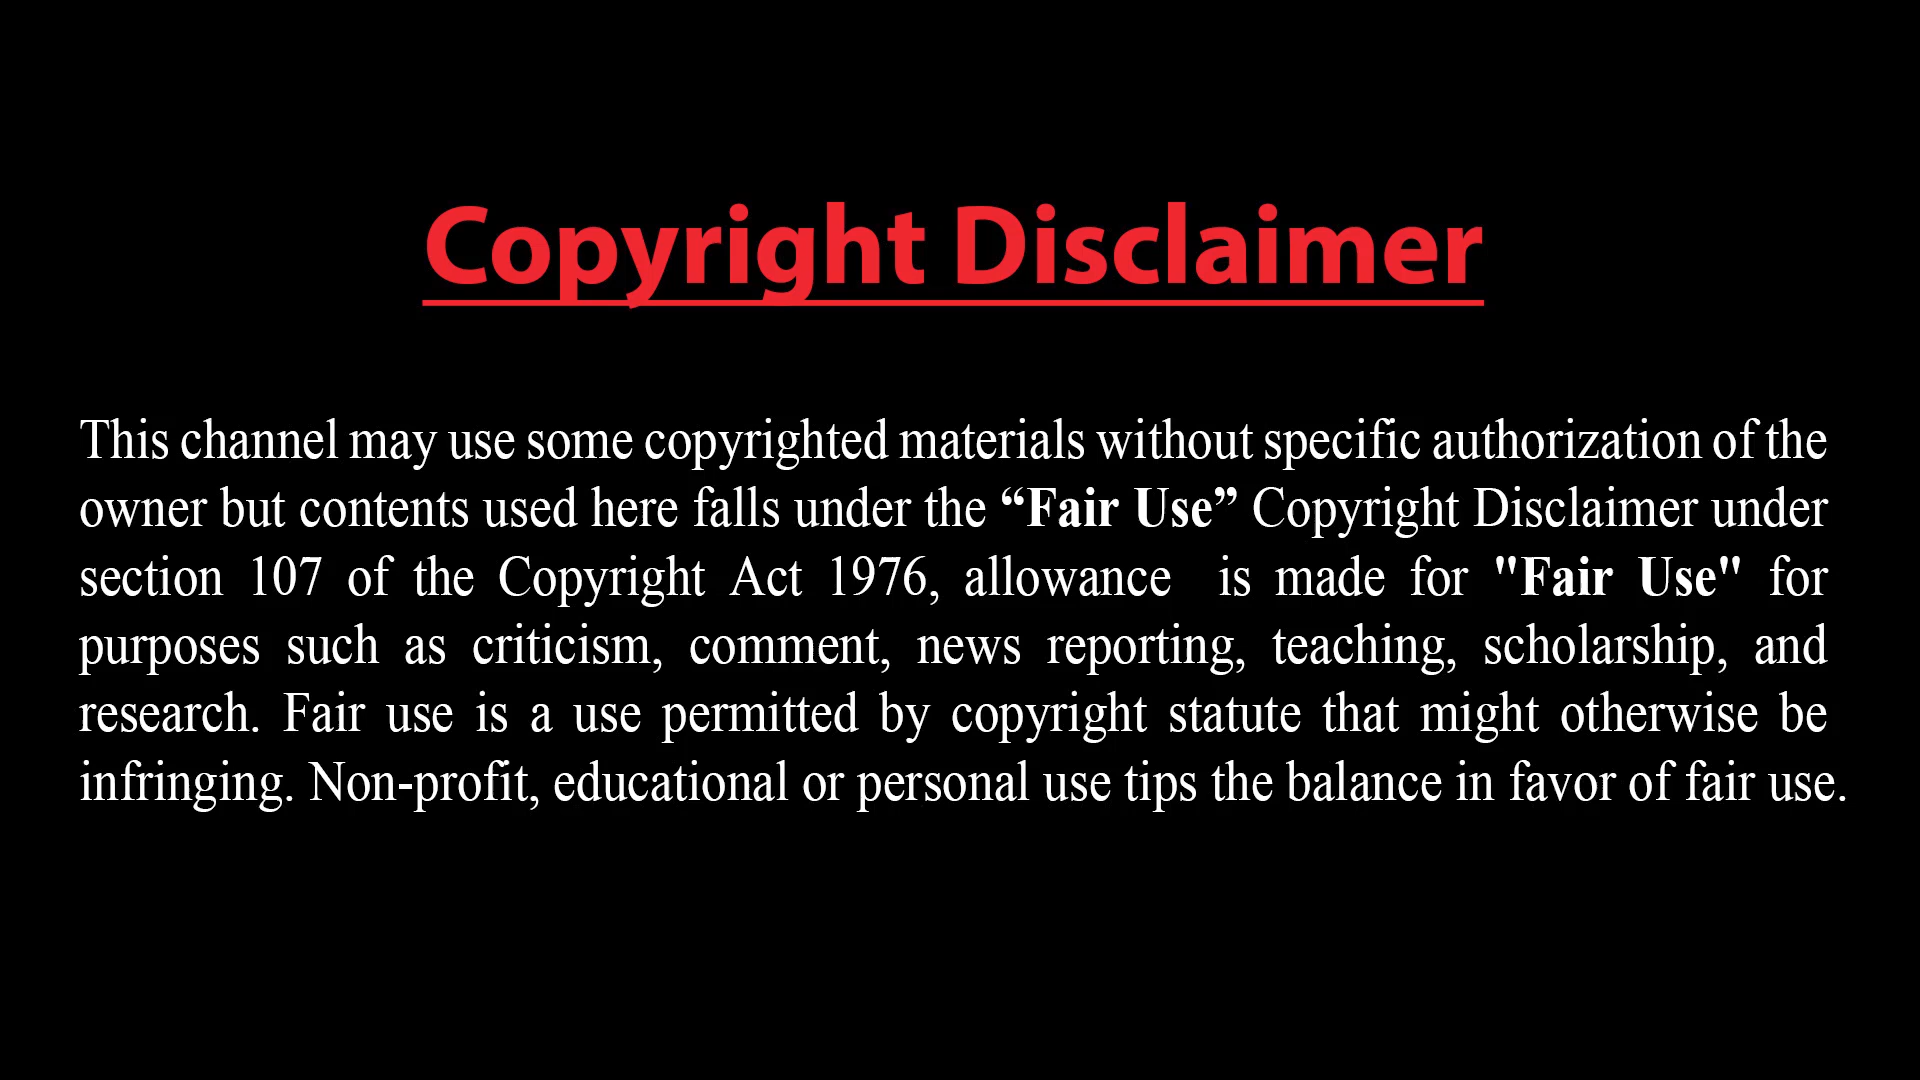 Copyright Disclaimer
This channel may use some copyrighted materials without specific authorization of the
owner but contents used here falls under the “Fair Use” Copyright Disclaimer under
section 107 of the Copyright Act 1976, allowance is made for "Fair Use" for
purposes such as criticism, comment, news reporting, teaching, scholarship, and
research. Fair use is a use permitted by copyright statute that might otherwise be
infringing. Non-profit, educational or personal use tips the balance in favor of fair use.